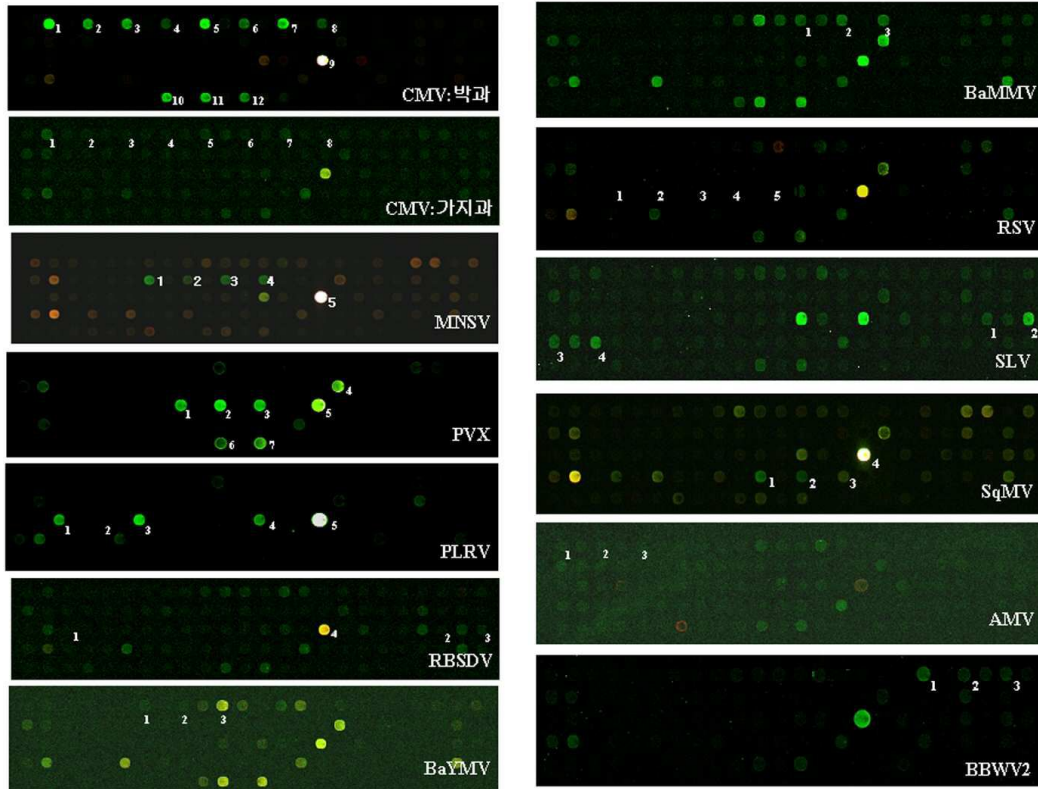 1 2 3 4 5 6 7 8
9
10 11 12
CMV:박과
1 2 3 4 5 6 7 8
CMV:가지과
1 2 3 4
5
MNSV
4
1 2 3 5
6 7
PVX
1 2 3 4 5
PLRV
1 4 2 3
RBSDV
1 2 3
BaYMV
1 2 3
BaMMV
1 2 3 4 5
RSV
1 2
3 4
SLV
4
1 2 3
SqMV
1 2 3
AMV
1 2 3
BBWV2